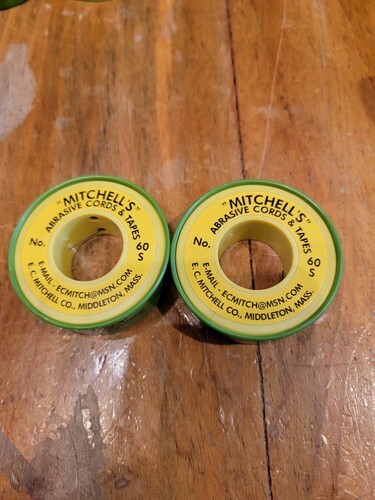 "MITCHELL'S"
ABRASIVE CORDS & TAPES
No. 60
S
E-MAIL - ECMITCH@MSN.COM
E. C. MITCHELL CO., MIDDLETON, MASS.
"MITCHELL'S"
ABRASIVE CORDS & TAPES
No. 60
S
E-MAIL - ECMITCH@MSN.COM
E. C. MITCHELL CO., MIDDLETON, MASS.